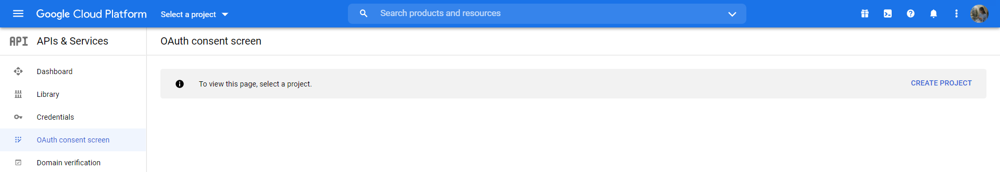 Google Cloud Platform Select a project Search products and resources
API APIs & Services OAuth consent screen
Dashboard
To view this page, select a project. CREATE PROJECT
Library
Credentials
OAuth consent screen
Domain verification